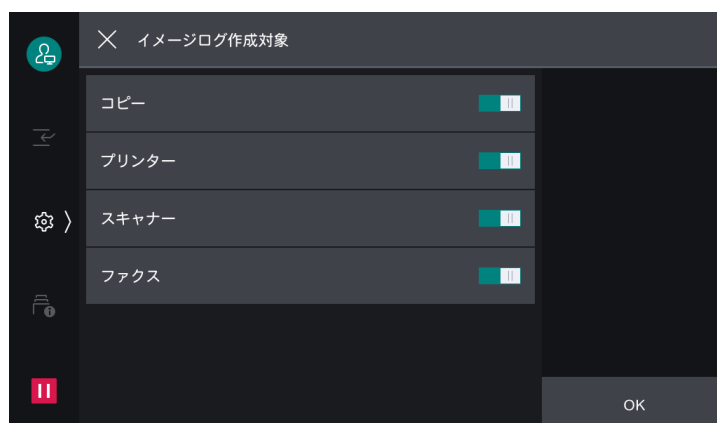 イメージログ作成対象
コピー
プリンター
スキャナー
ファクス
OK